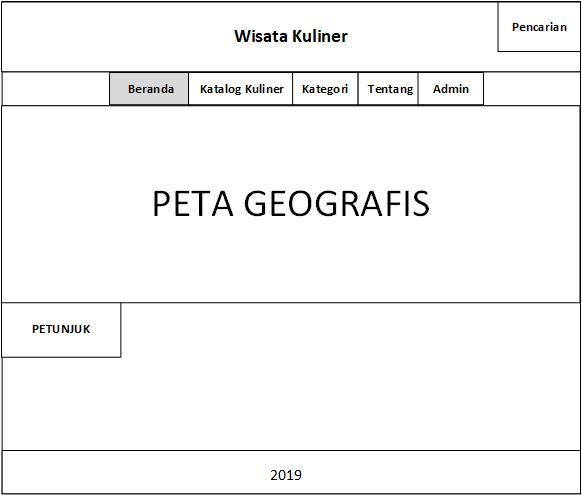 Wisata Kuliner
Pencarian
Beranda
Katalog Kuliner
Kategori
Tentang
Admin
PETA GEOGRAFIS
PETUNJUK
2019